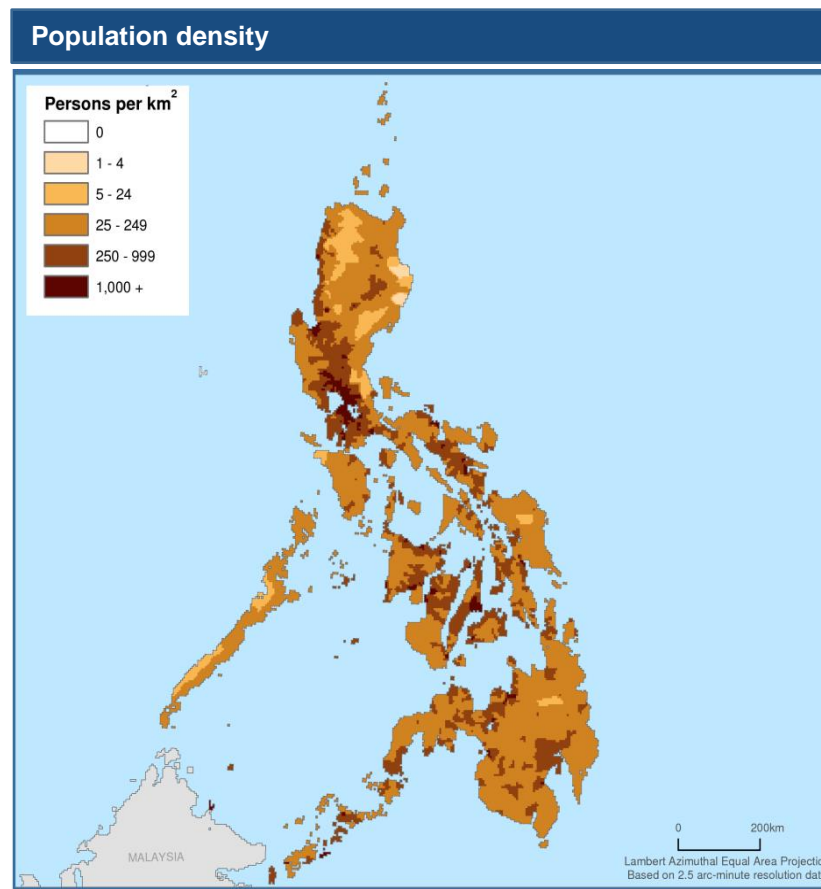 Population density
Persons per km²
0
1 - 4
5 - 24
25 - 249
250 - 999
1,000 +
MALAYSIA
0 200km
Lambert Azimuthal Equal Area Projectio
Based on 2.5 arc-minute resolution dat